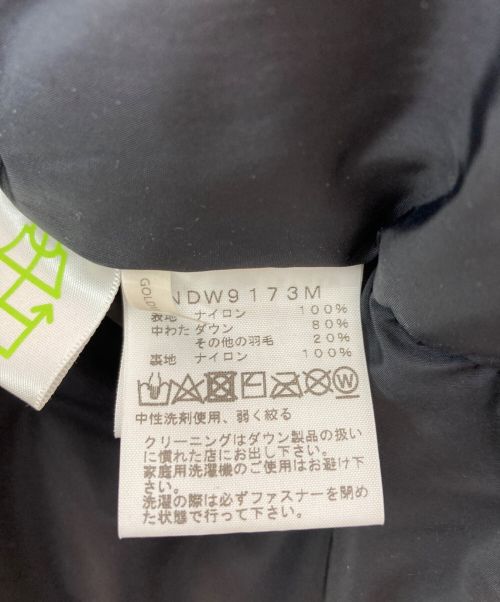 GOLD
NDW9173M
表地 ナイロン 100%
中わた ダウン 80%
その他の羽毛 20%
裏地 ナイロン 100%
中性洗剤使用、弱く絞る
クリーニングはダウン製品の扱い
に慣れた店にお出し下さい。
家庭用洗濯機のご使用はお避け下
さい。
洗濯の際は必ずファスナーを閉め
た状態で行って下さい。